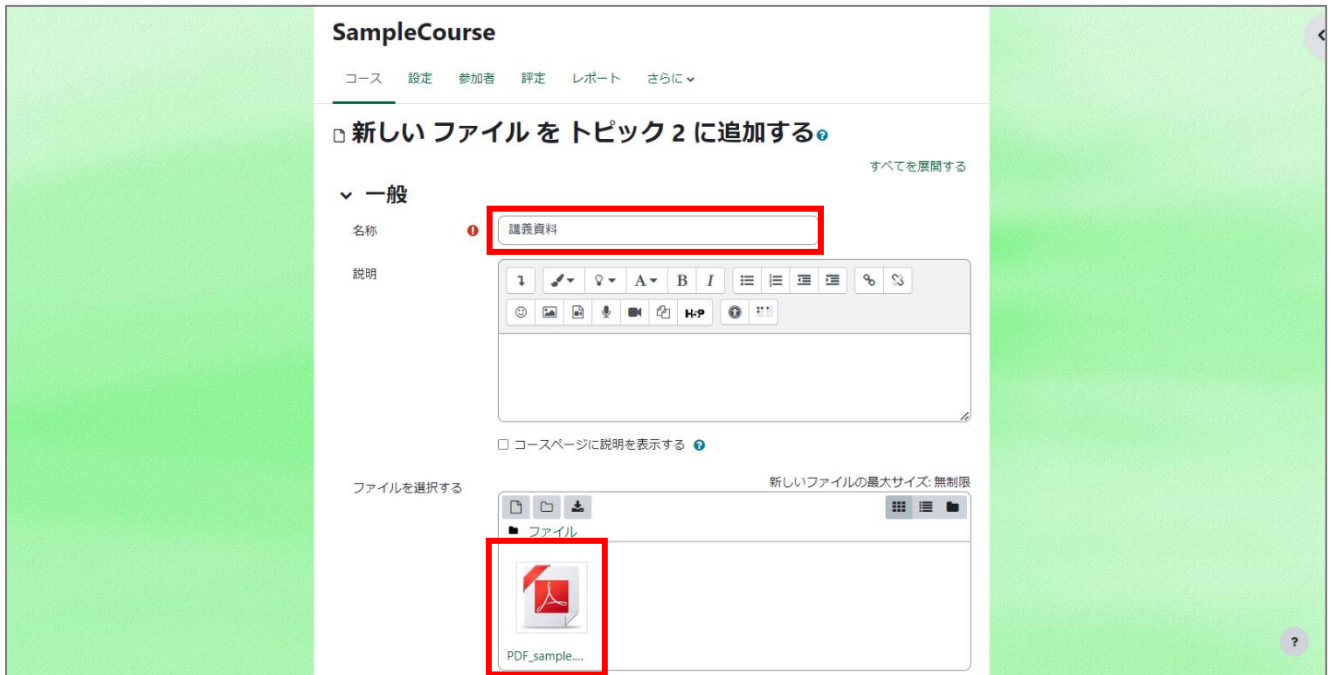 SampleCourse
コース 設定 参加者 評定 レポート さらに
新しい ファイル を トピック 2 に追加する
すべてを展開する
一般
名称
講義資料
説明
A B I
H-P
コースページに説明を表示する
ファイルを選択する
新しいファイルの最大サイズ: 無制限
ファイル
PDF_sample....
?